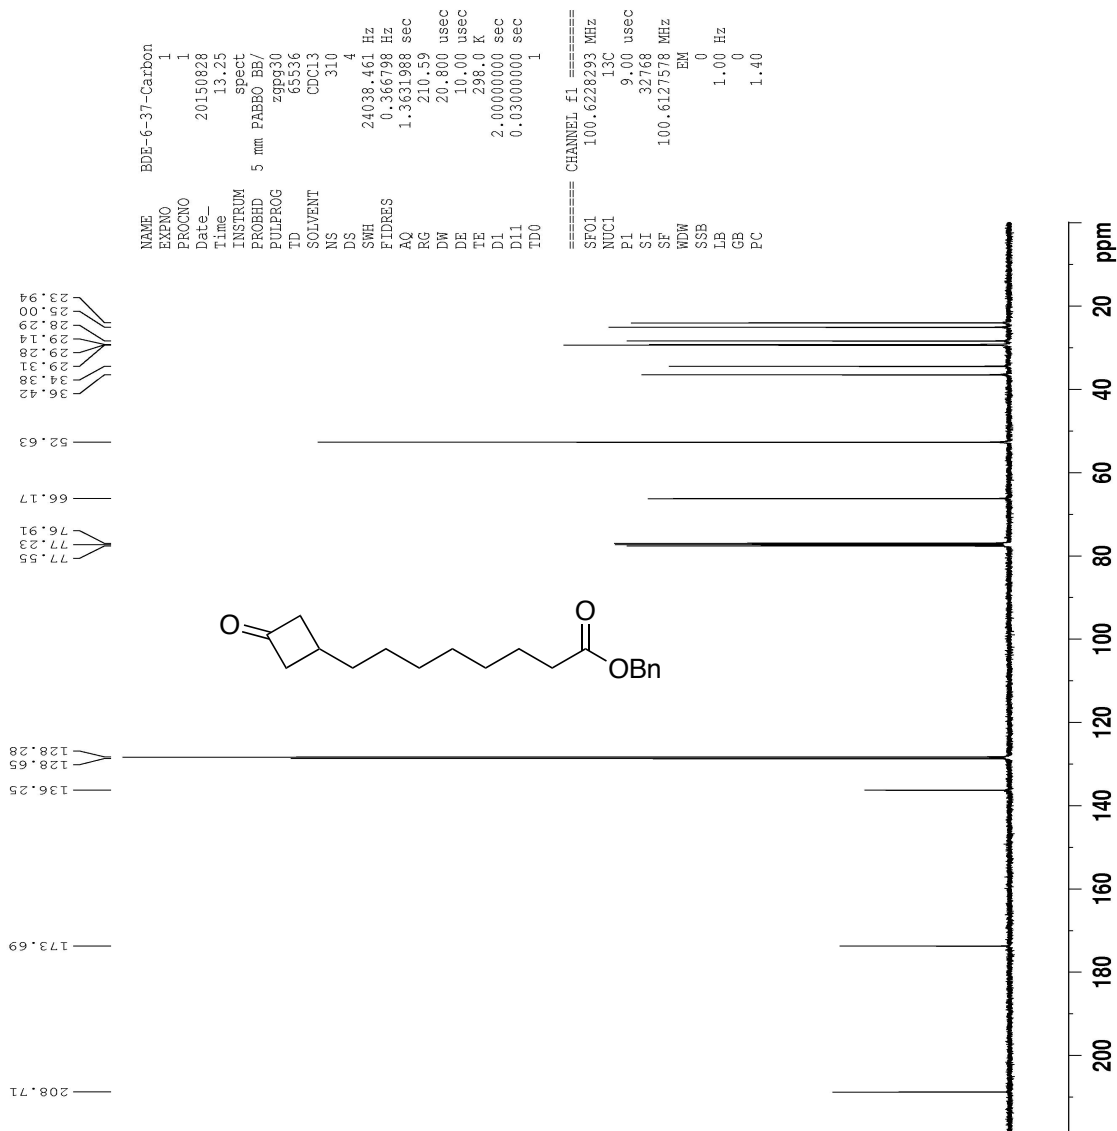 NAME BDE-6-37-Carbon
EXPNO 1
PROCNO 1
Date_ 20150828
Time 13.25
INSTRUM spect
PROBHD 5 mm PABBO BB/
PULPROG zgpg30
TD 65536
SOLVENT CDCl3
NS 310
DS 4
SWH 24038.461 Hz
FIDRES 0.366798 Hz
AQ 1.3631988 sec
RG 210.59
DW 20.800 usec
DE 10.00 usec
TE 298.0 K
D1 2.00000000 sec
D11 0.03000000 sec
TD0 1
======== CHANNEL f1 ========
SFO1 100.6228293 MHz
NUC1 13C
P1 9.00 usec
SI 32768
SF 100.6127578 MHz
WDW EM
SSB 0
LB 1.00 Hz
GB 0
PC 1.40
23.94
25.00
28.29
29.14
29.28
29.31
34.38
36.42
52.63
66.17
76.91
77.23
77.55
128.28
128.65
136.25
173.69
208.71
O
O
OBn
ppm
20
40
60
80
100
120
140
160
180
200